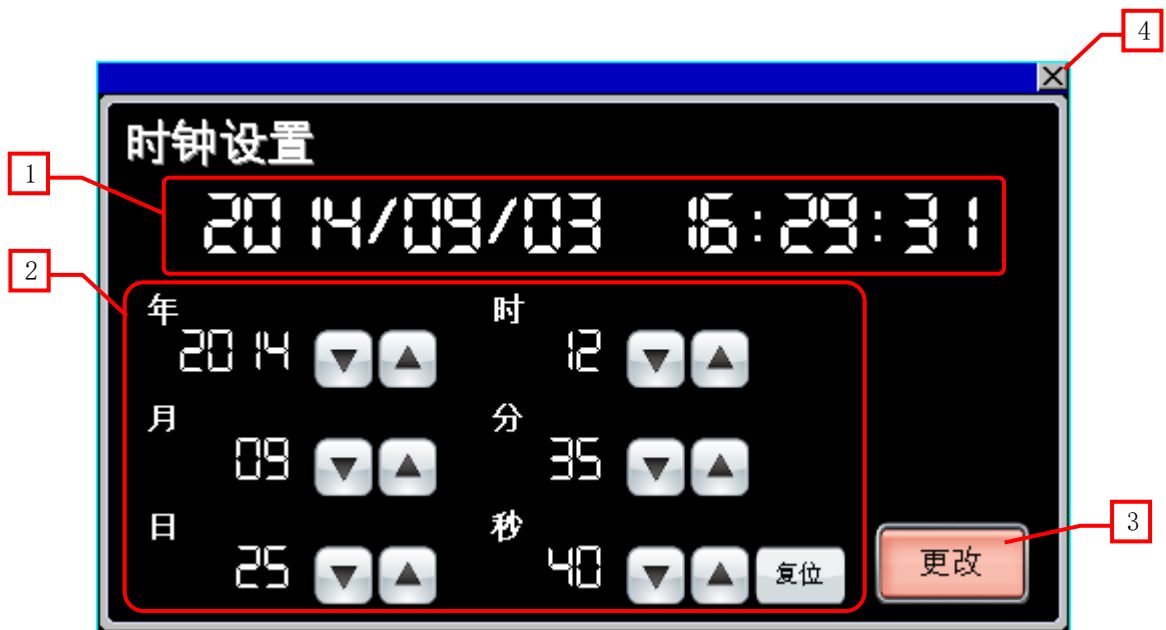 4
时钟设置
1
2014/09/03 16:29:31
2
年 时
2014 ▼ ▲ 12 ▼ ▲
月 分
09 ▼ ▲ 35 ▼ ▲
3
日 秒
25 ▼ ▲ 40 ▼ ▲ 复位 更改